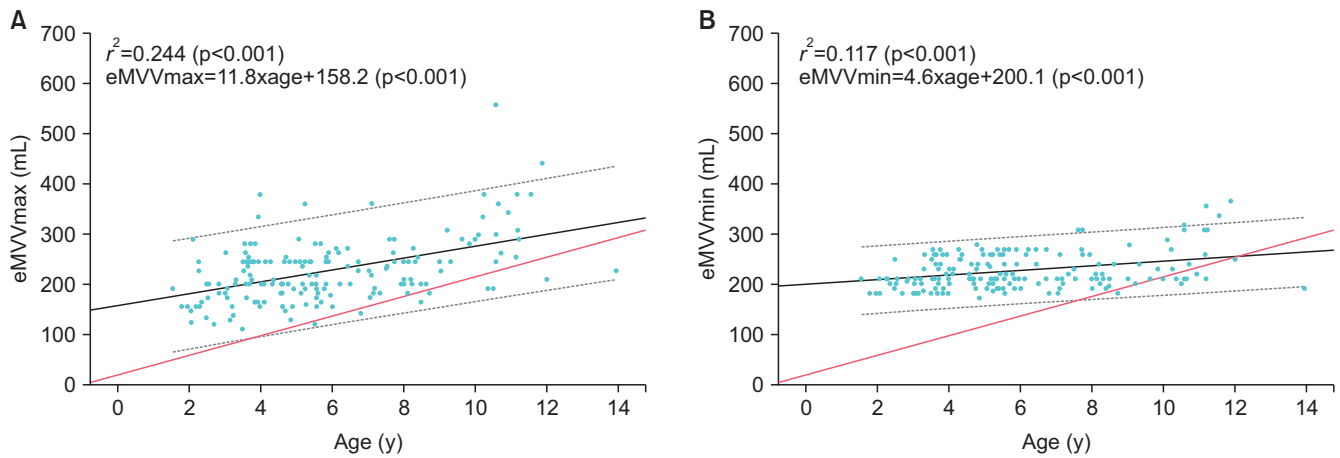 A
r²=0.244 (p<0.001)
eMVVmax=11.8xage+158.2 (p<0.001)
eMVVmax (mL)
700
600
500
400
300
200
100
0
0 2 4 6 8 10 12 14
Age (y)
B
r²=0.117 (p<0.001)
eMVVmin=4.6xage+200.1 (p<0.001)
eMVVmin (mL)
700
600
500
400
300
200
100
0
0 2 4 6 8 10 12 14
Age (y)